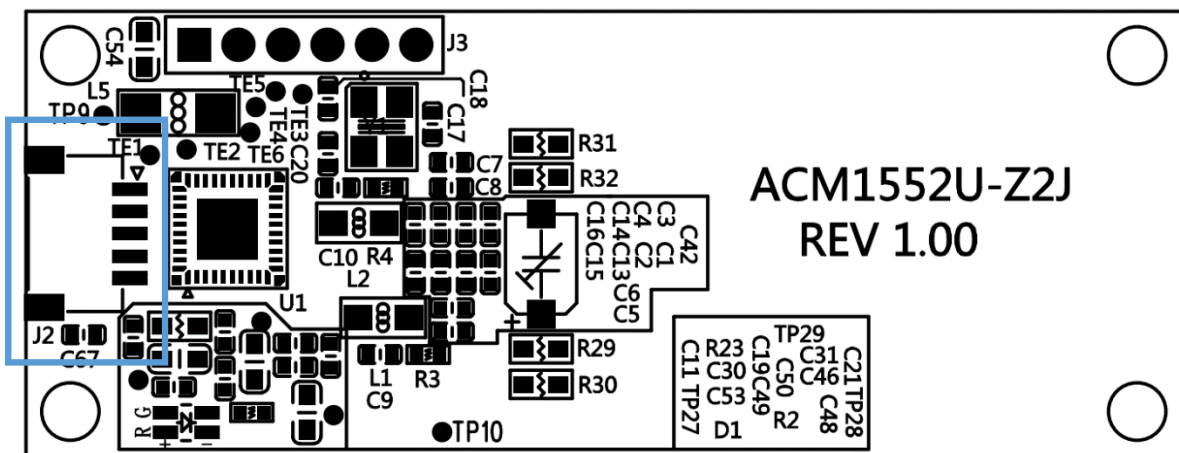 C54
J3
L5
TP9
TE5
TE4
TE3
C20
C18
C17
TE1
TE2
TE6
C7
C8
R31
R32
ACM1552U-Z2J
REV 1.00
C10
R4
L2
C16
C15
C14
C13
C4
C2
C3
C1
C42
C6
C5
U1
J2
C67
+
R29
R30
L1
R3
C9
R G
+ -
TP10
C11
TP27
R23
C30
C53
D1
C19
C49
TP29
C50
R2
C31
C46
C48
C21
TP28